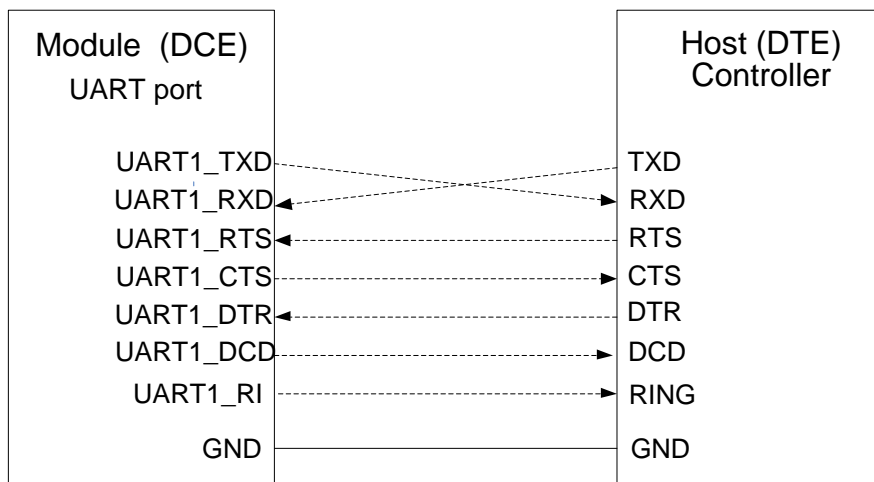 Module (DCE)
UART port
UART1_TXD
UART1_RXD
UART1_RTS
UART1_CTS
UART1_DTR
UART1_DCD
UART1_RI
GND
Host (DTE)
Controller
TXD
RXD
RTS
CTS
DTR
DCD
RING
GND